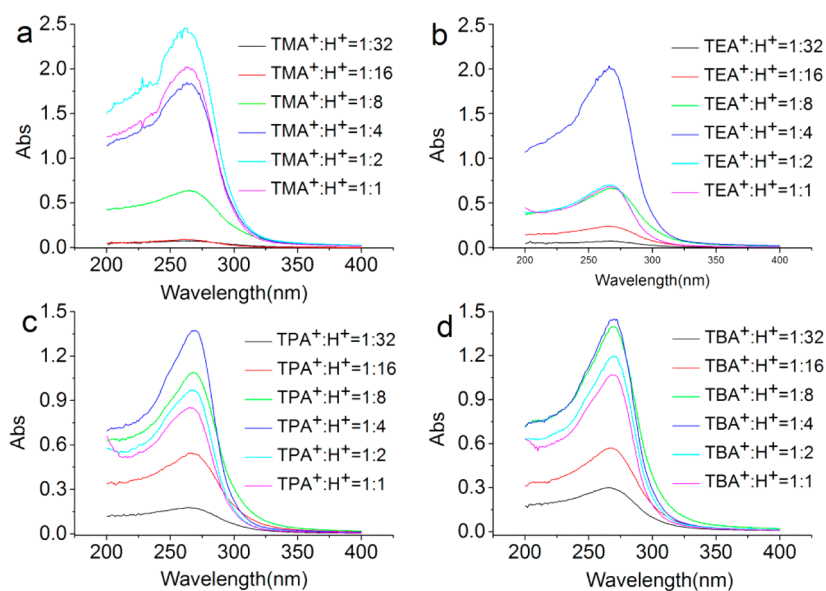 a
2.5
2.0
1.5
1.0
0.5
0.0
Abs
TMA⁺:H⁺=1:32
TMA⁺:H⁺=1:16
TMA⁺:H⁺=1:8
TMA⁺:H⁺=1:4
TMA⁺:H⁺=1:2
TMA⁺:H⁺=1:1
200 250 300 350 400
Wavelength(nm)
b
2.5
2.0
1.5
1.0
0.5
0.0
Abs
TEA⁺:H⁺=1:32
TEA⁺:H⁺=1:16
TEA⁺:H⁺=1:8
TEA⁺:H⁺=1:4
TEA⁺:H⁺=1:2
TEA⁺:H⁺=1:1
200 250 300 350 400
Wavelength(nm)
c
1.5
1.2
0.9
0.6
0.3
0.0
Abs
TPA⁺:H⁺=1:32
TPA⁺:H⁺=1:16
TPA⁺:H⁺=1:8
TPA⁺:H⁺=1:4
TPA⁺:H⁺=1:2
TPA⁺:H⁺=1:1
200 250 300 350 400
Wavelength(nm)
d
1.5
1.2
0.9
0.6
0.3
0.0
Abs
TBA⁺:H⁺=1:32
TBA⁺:H⁺=1:16
TBA⁺:H⁺=1:8
TBA⁺:H⁺=1:4
TBA⁺:H⁺=1:2
TBA⁺:H⁺=1:1
200 250 300 350 400
Wavelength(nm)